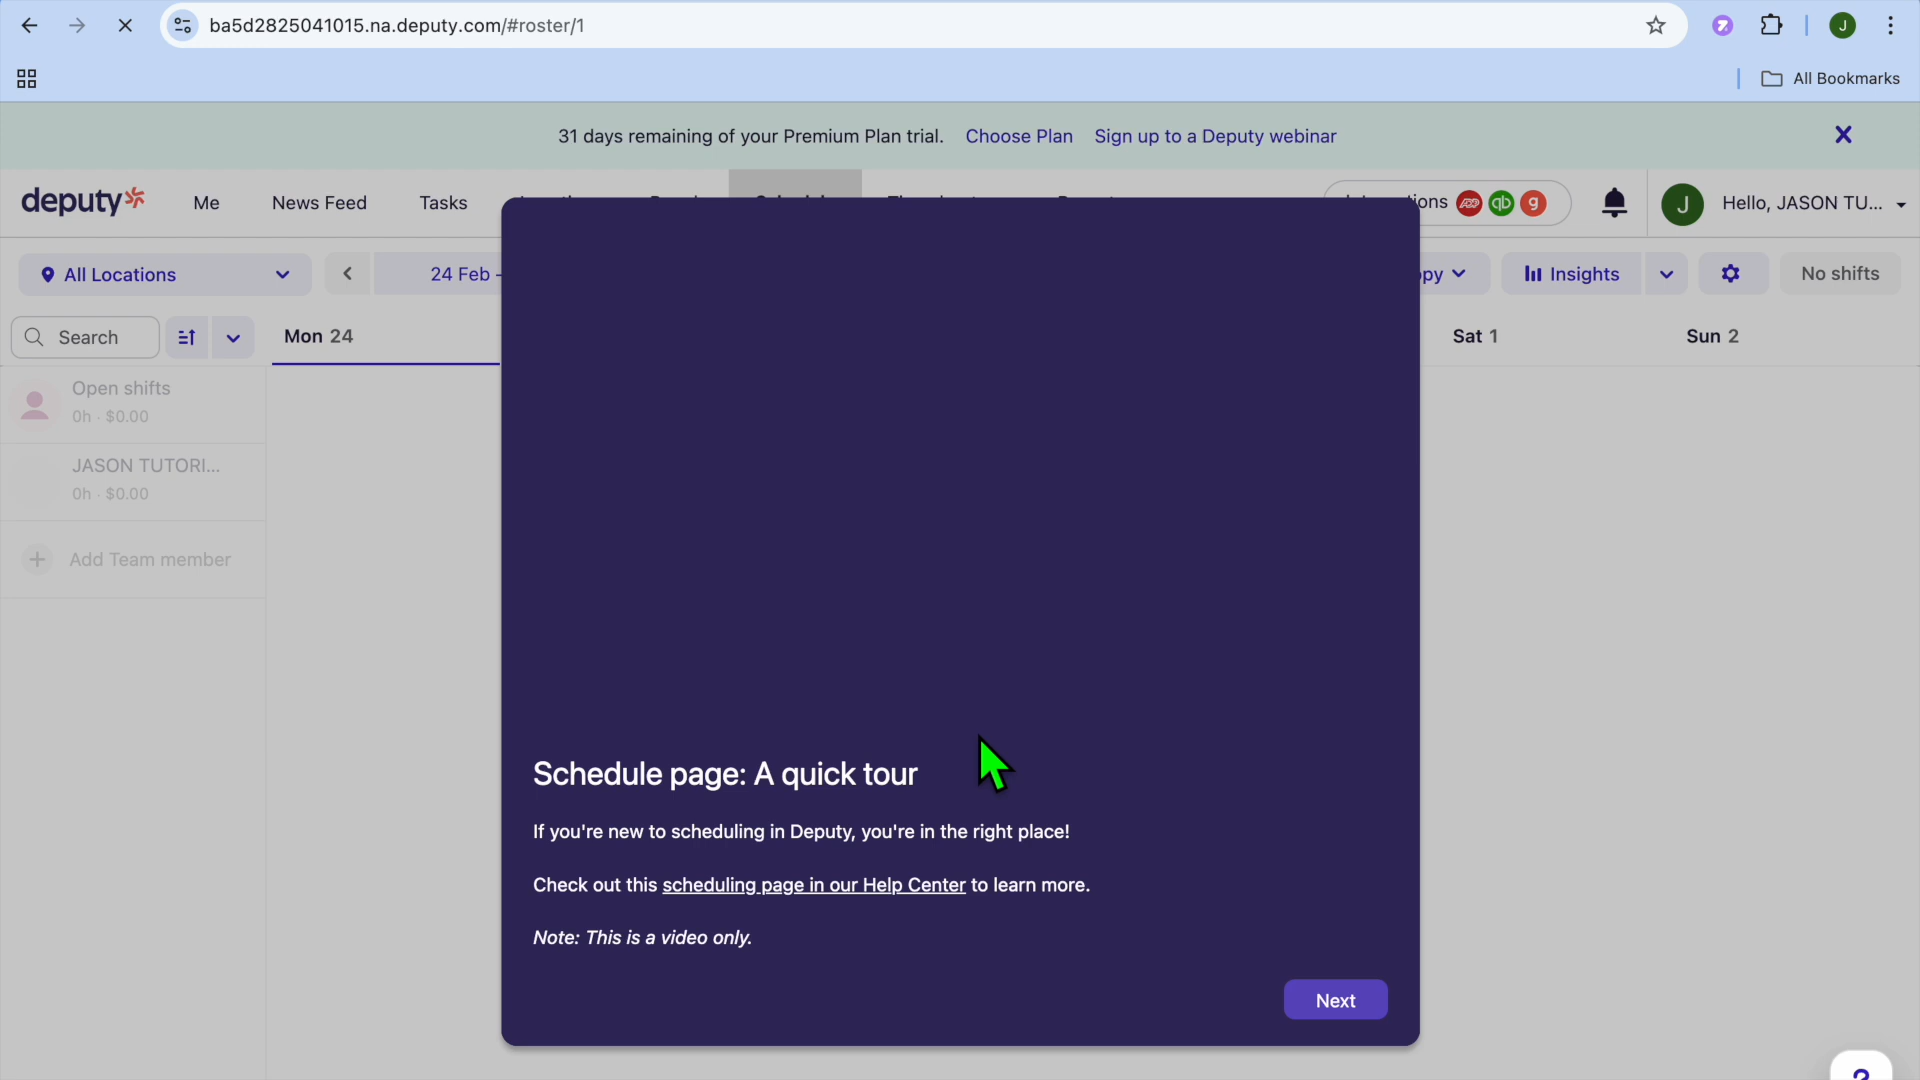 ba5d2825041015.na.deputy.com/#roster/1
J
All Bookmarks
31 days remaining of your Premium Plan trial. Choose Plan Sign up to a Deputy webinar
deputy Me News Feed Tasks
ions ADP qb g J Hello, JASON TU...
All Locations 24 Feb - py Insights No shifts
Search Mon 24 Sat 1 Sun 2
Open shifts
0h · $0.00
JASON TUTORI...
0h · $0.00
Add Team member
Schedule page: A quick tour
If you're new to scheduling in Deputy, you're in the right place!
Check out this scheduling page in our Help Center to learn more.
Note: This is a video only.
Next
?